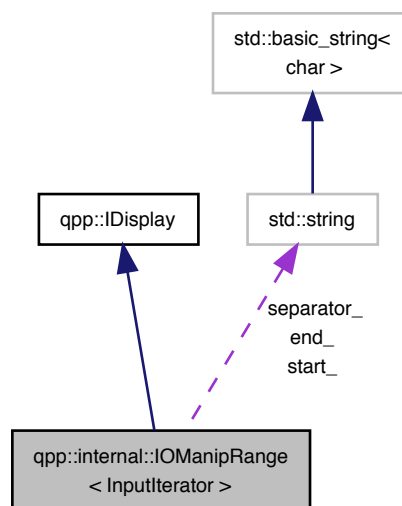 std::basic_string<
char >
qpp::IDisplay
std::string
separator_
end_
start_
qpp::internal::IOManipRange
< InputIterator >